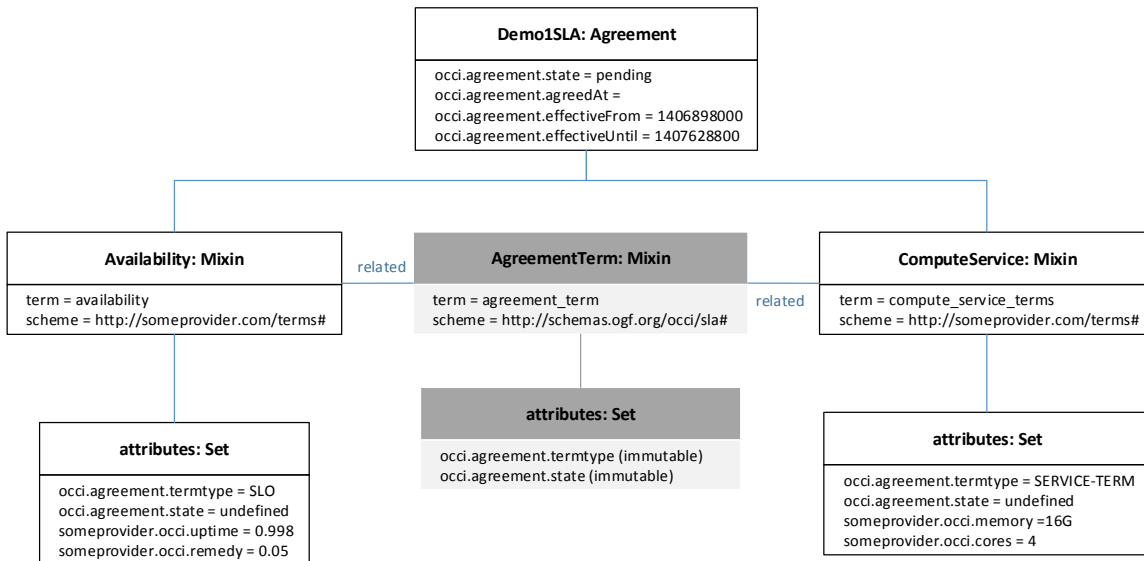 Demo1SLA: Agreement
occi.agreement.state = pending
occi.agreement.agreedAt =
occi.agreement.effectiveFrom = 1406898000
occi.agreement.effectiveUntil = 1407628800
Availability: Mixin
term = availability
scheme = http://someprovider.com/terms#
related
AgreementTerm: Mixin
term = agreement_term
scheme = http://schemas.ogf.org/occi/sla#
related
ComputeService: Mixin
term = compute_service_terms
scheme = http://someprovider.com/terms#
attributes: Set
occi.agreement.termtype = SLO
occi.agreement.state = undefined
someprovider.occi.uptime = 0.998
someprovider.occi.remedy = 0.05
attributes: Set
occi.agreement.termtype (immutable)
occi.agreement.state (immutable)
attributes: Set
occi.agreement.termtype = SERVICE-TERM
occi.agreement.state = undefined
someprovider.occi.memory =16G
someprovider.occi.cores = 4